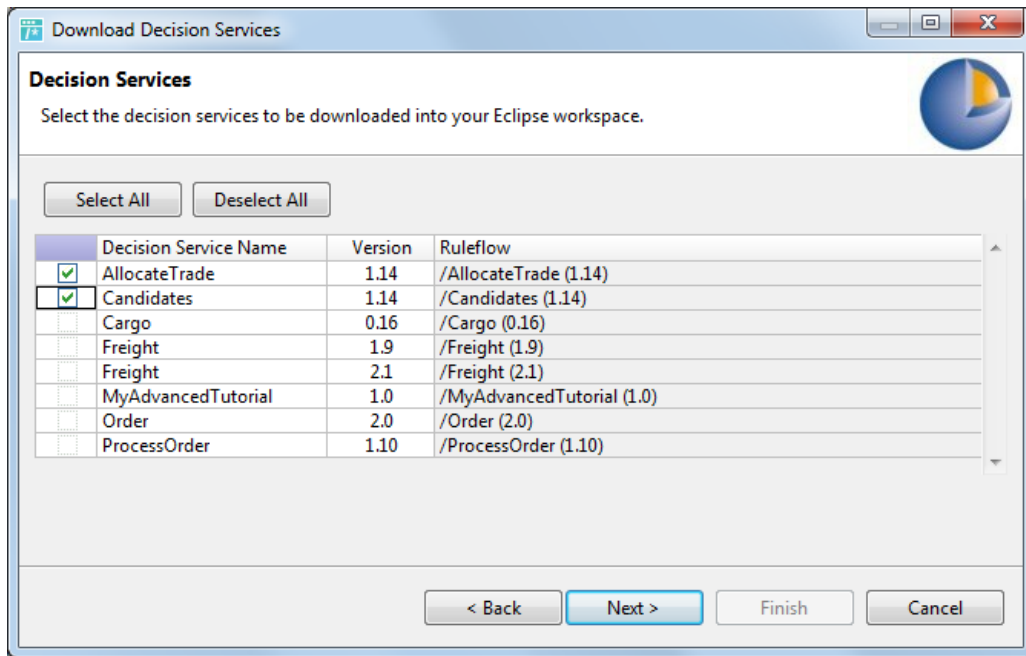 Download Decision Services
Decision Services
Select the decision services to be downloaded into your Eclipse workspace.
Select All Deselect All
Decision Service Name Version Ruleflow
AllocateTrade 1.14 /AllocateTrade (1.14)
Candidates 1.14 /Candidates (1.14)
Cargo 0.16 /Cargo (0.16)
Freight 1.9 /Freight (1.9)
Freight 2.1 /Freight (2.1)
MyAdvancedTutorial 1.0 /MyAdvancedTutorial (1.0)
Order 2.0 /Order (2.0)
ProcessOrder 1.10 /ProcessOrder (1.10)
< Back Next > Finish Cancel